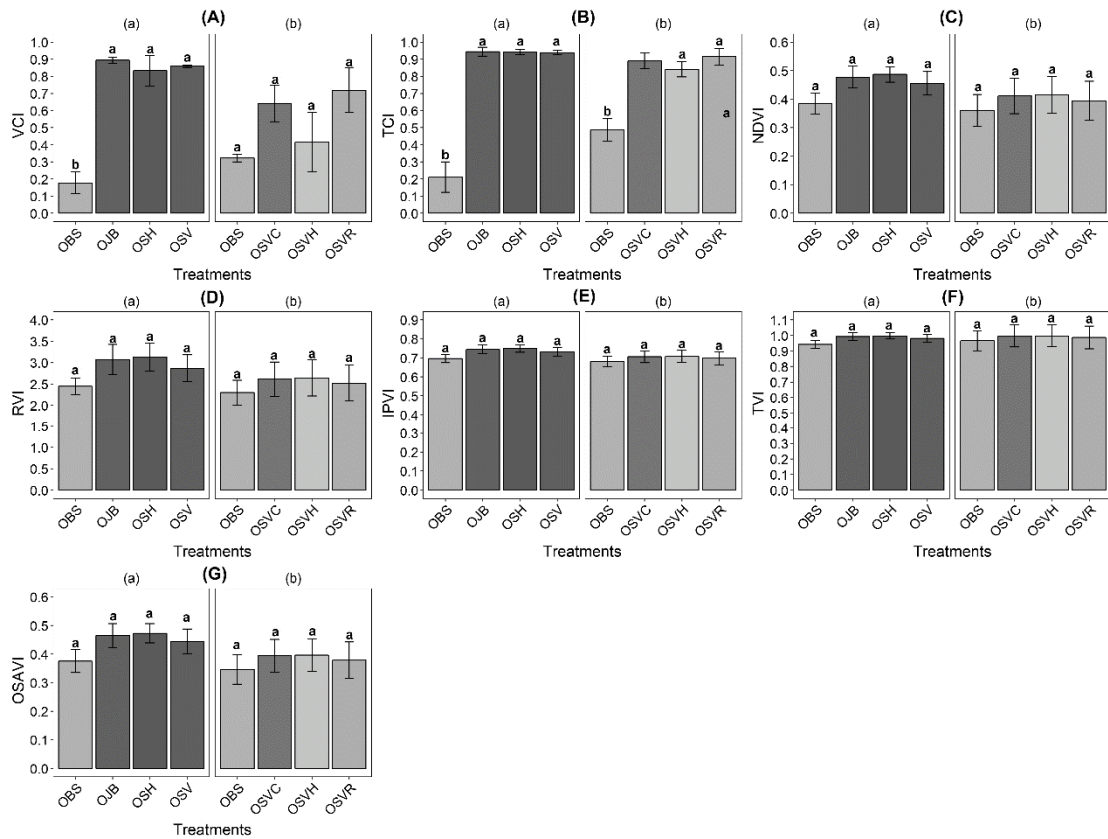 (a) (A) (b)
VCI
1.0
0.9
0.8
0.7
0.6
0.5
0.4
0.3
0.2
0.1
0.0
b a a a
a a a a
OBS OJB OSH OSV OBS OSVC OSVH OSVR
Treatments
(a) (B) (b)
TCI
1.0
0.9
0.8
0.7
0.6
0.5
0.4
0.3
0.2
0.1
0.0
b a a a
b a a
a
OBS OJB OSH OSV OBS OSVC OSVH OSVR
Treatments
(a) (C) (b)
NDVI
0.6
0.5
0.4
0.3
0.2
0.1
0.0
a a a a
a a a a
OBS OJB OSH OSV OBS OSVC OSVH OSVR
Treatments
(a) (D) (b)
RVI
4.0
3.5
3.0
2.5
2.0
1.5
1.0
0.5
0.0
a a a a
a a a a
OBS OJB OSH OSV OBS OSVC OSVH OSVR
Treatments
(a) (E) (b)
IPVI
0.9
0.8
0.7
0.6
0.5
0.4
0.3
0.2
0.1
0.0
a a a a
a a a a
OBS OJB OSH OSV OBS OSVC OSVH OSVR
Treatments
(a) (F) (b)
TVI
1.1
1.0
0.9
0.8
0.7
0.6
0.5
0.4
0.3
0.2
0.1
0.0
a a a a
a a a a
OBS OJB OSH OSV OBS OSVC OSVH OSVR
Treatments
(a) (G) (b)
OSAVI
0.6
0.5
0.4
0.3
0.2
0.1
0.0
a a a a
a a a a
OBS OJB OSH OSV OBS OSVC OSVH OSVR
Treatments